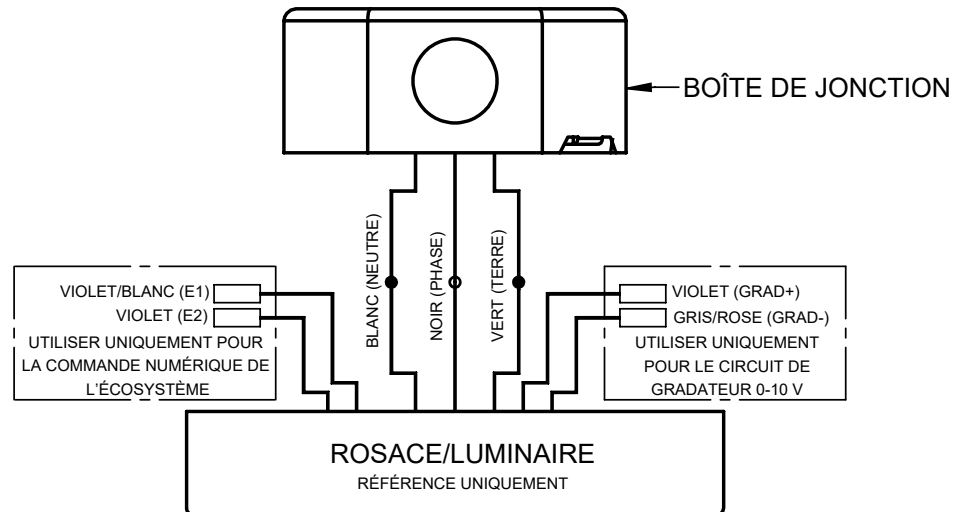 BOÎTE DE JONCTION
BLANC (NEUTRE)
NOIR (PHASE)
VERT (TERRE)
VIOLET/BLANC (E1)
VIOLET (E2)
UTILISER UNIQUEMENT POUR
LA COMMANDE NUMÉRIQUE DE
L'ÉCOSYSTÈME
VIOLET (GRAD+)
GRIS/ROSE (GRAD-)
UTILISER UNIQUEMENT
POUR LE CIRCUIT DE
GRADATEUR 0-10 V
ROSACE/LUMINAIRE
RÉFÉRENCE UNIQUEMENT